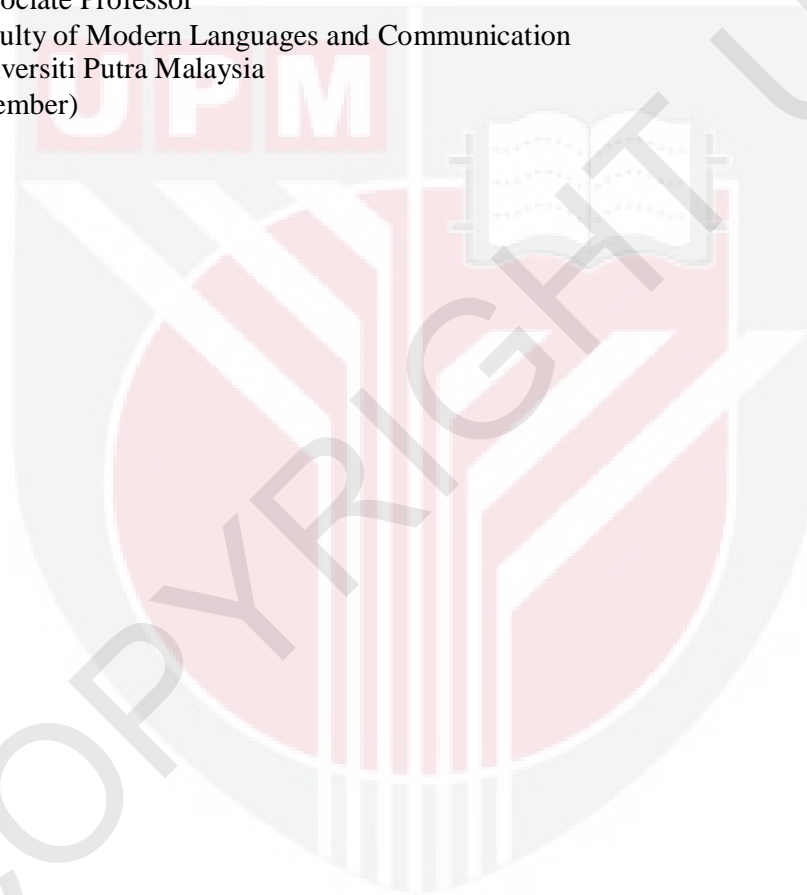 ociate Professor
ulty of Modern Languages and Communication
versiti Putra Malaysia
ember)
UPM
COPYRIGHT U